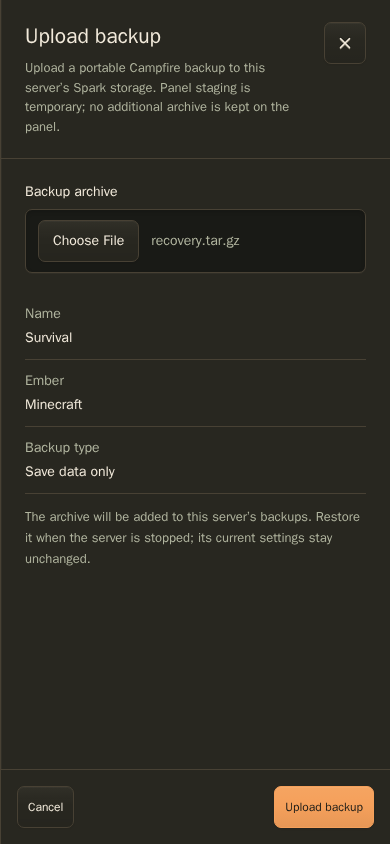 Upload backup
Upload a portable Campfire backup to this
server's Spark storage. Panel staging is
temporary; no additional archive is kept on the
panel.
Backup archive
Choose File recovery.tar.gz
Name
Survival
Ember
Minecraft
Backup type
Save data only
The archive will be added to this server's backups. Restore
it when the server is stopped; its current settings stay
unchanged.
Cancel Upload backup